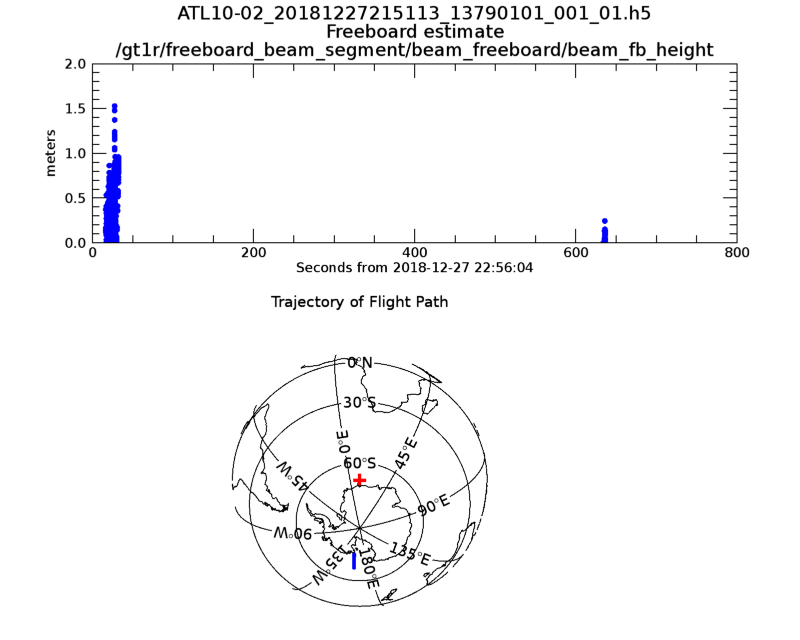 ATL10-02_20181227215113_13790101_001_01.h5
Freeboard estimate
/gt1r/freeboard_beam_segment/beam_freeboard/beam_fb_height
2.0
1.5
1.0
0.5
0.0
meters
0 200 400 600 800
Seconds from 2018-12-27 22:56:04
Trajectory of Flight Path
0°N
30°S
0°E
45°E
60°S
45°W
90°E
90°W
135°E
135°W
180°E